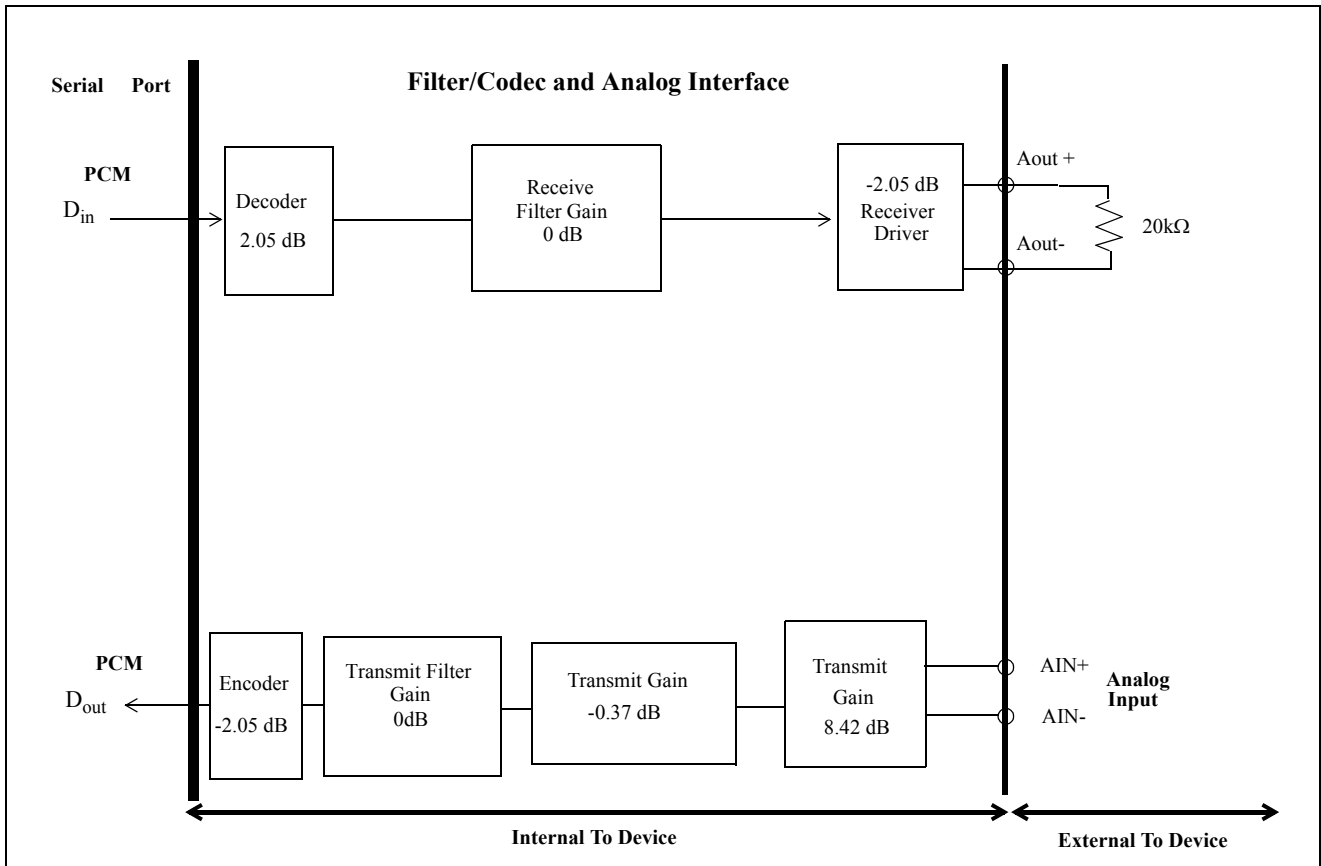 Serial Port
Filter/Codec and Analog Interface
PCM
Din
Decoder
2.05 dB
Receive
Filter Gain
0 dB
-2.05 dB
Receiver
Driver
Aout +
Aout-
20kΩ
PCM
Dout
Encoder
-2.05 dB
Transmit Filter
Gain
0dB
Transmit Gain
-0.37 dB
Transmit
Gain
8.42 dB
AIN+
AIN-
Analog
Input
Internal To Device
External To Device